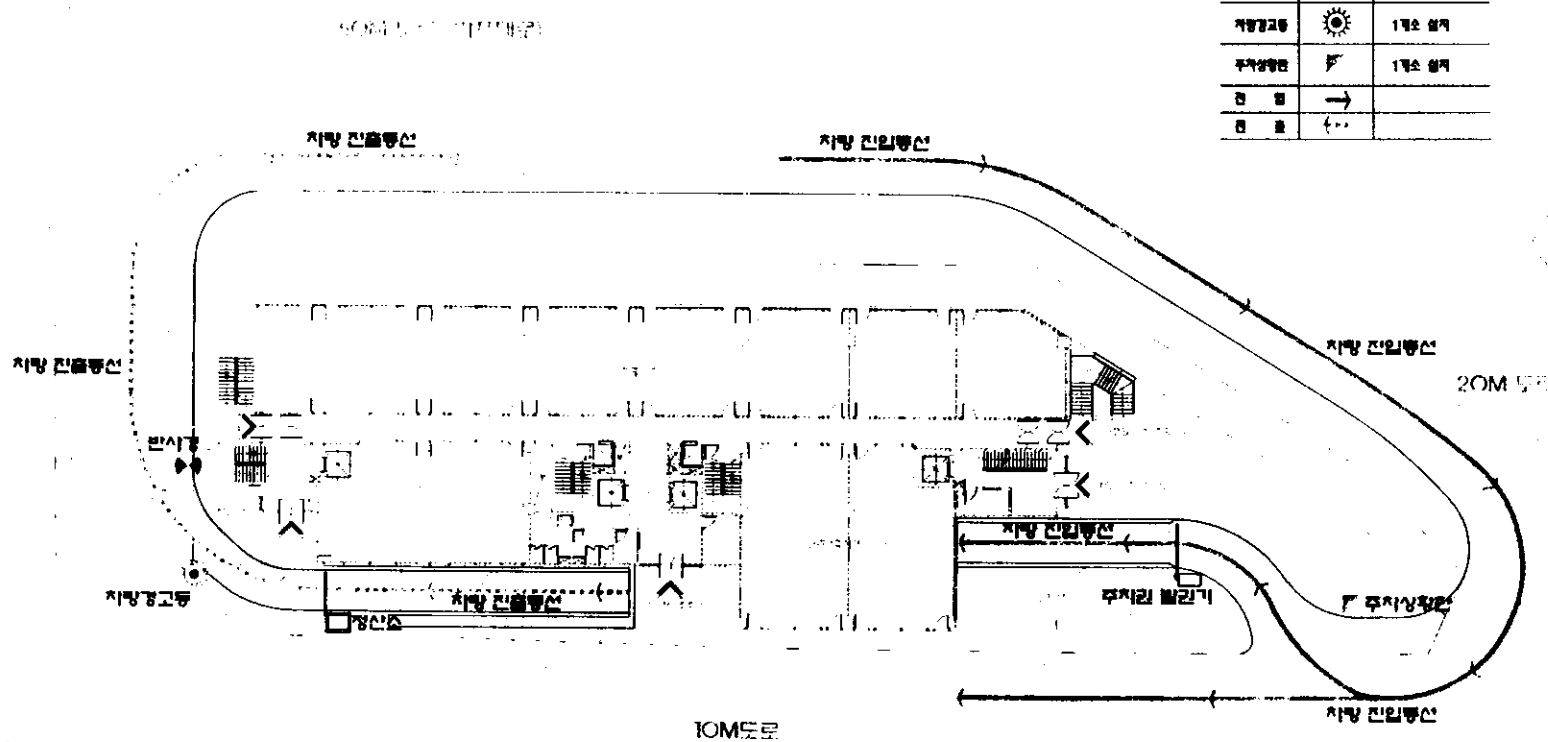 차량경고등 1개소 설치
주차상황판 1개소 설치
진 입
진 출
차량 진출동선
차량 진입동선
차량 진출동선
차량 진입동선
20M 도로
반사경
차량 진입동선
차량경고등
차량 진출동선
주차권 발권기
주차상황판
정산소
차량 진입동선
10M도로